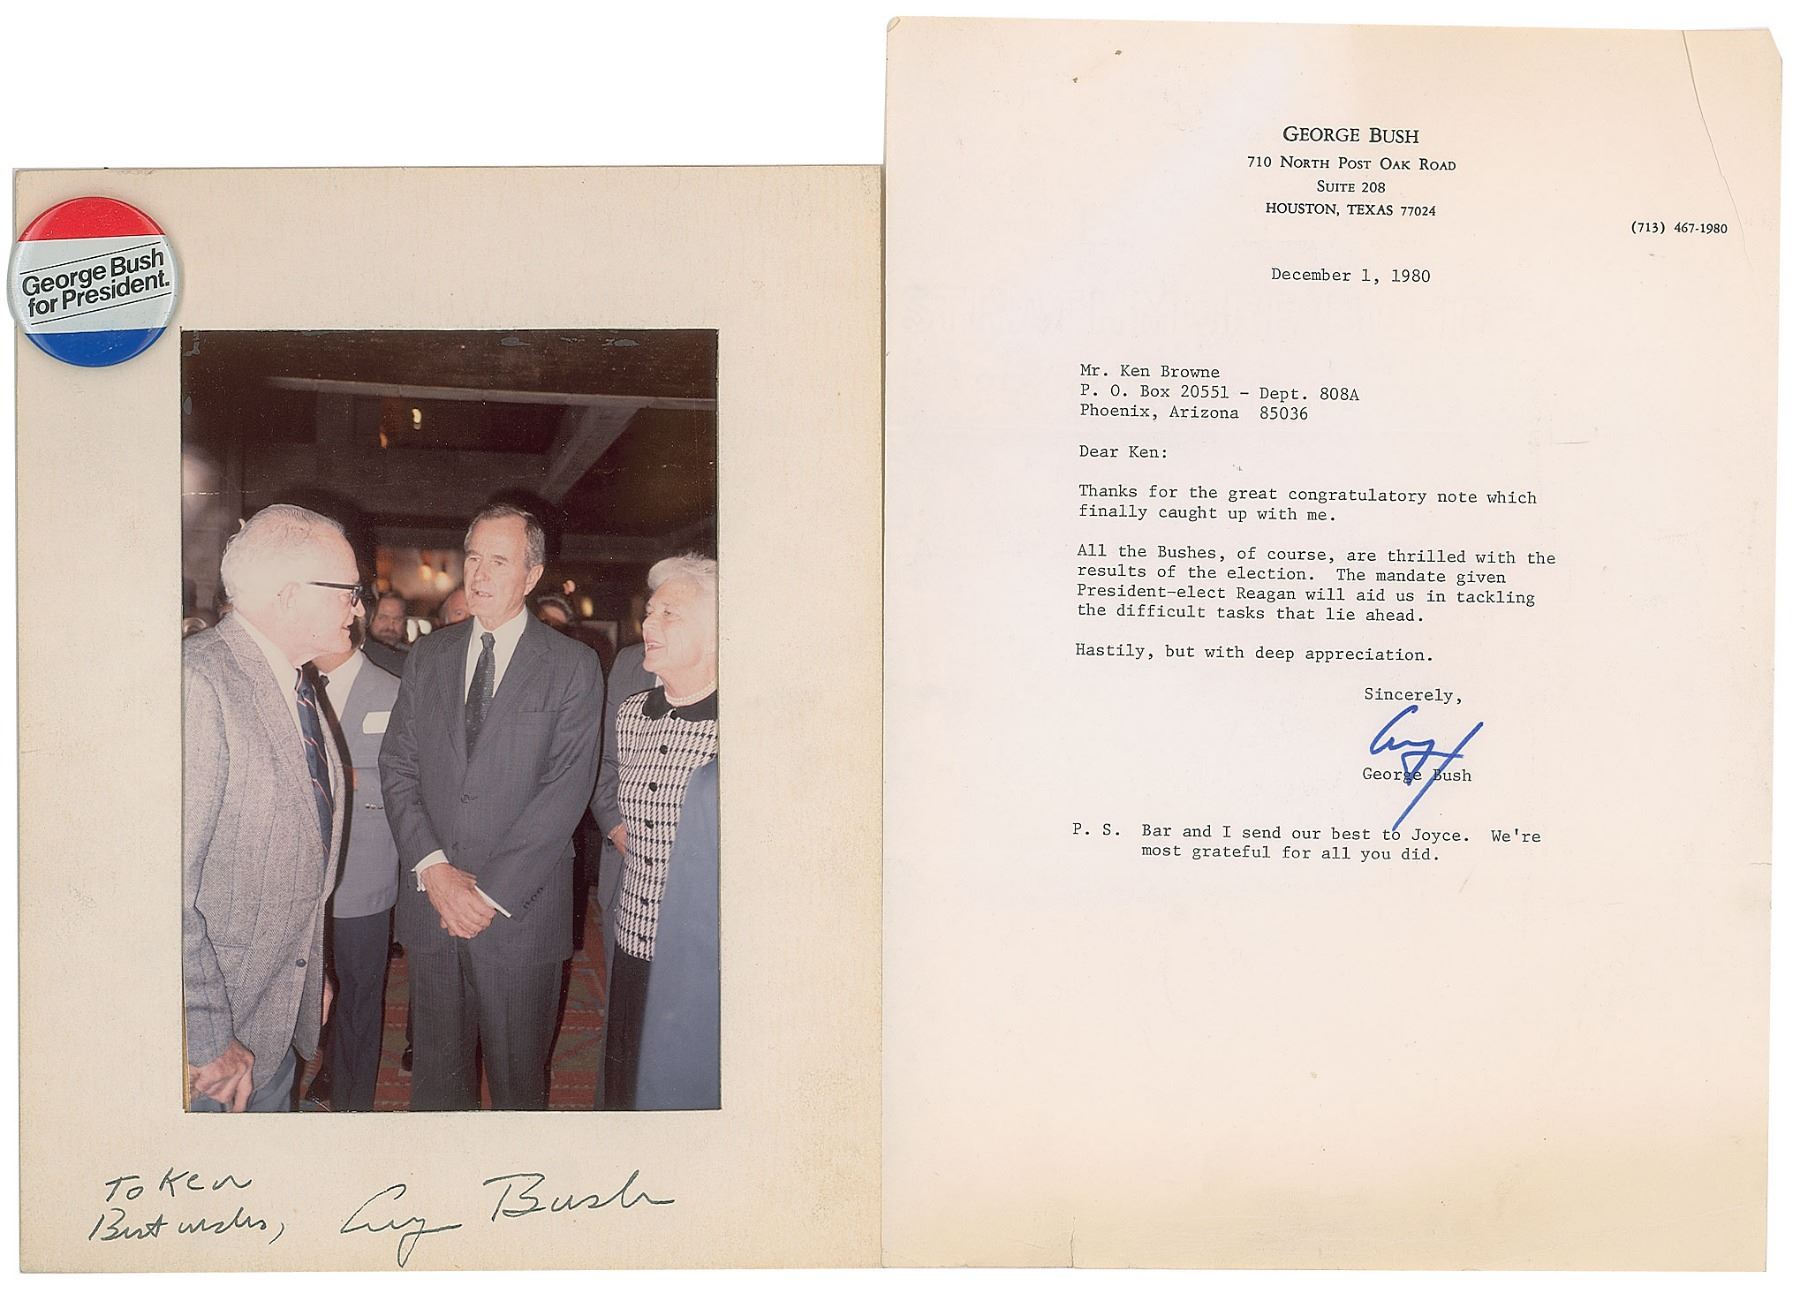 George Bush
for President.
To Ken
Best wishes,
George Bush
GEORGE BUSH
710 NORTH POST OAK ROAD
SUITE 208
HOUSTON, TEXAS 77024
(713) 467-1980
December 1, 1980
Mr. Ken Browne
P. O. Box 20551 - Dept. 808A
Phoenix, Arizona 85036
Dear Ken:
Thanks for the great congratulatory note which
finally caught up with me.
All the Bushes, of course, are thrilled with the
results of the election. The mandate given
President-elect Reagan will aid us in tackling
the difficult tasks that lie ahead.
Hastily, but with deep appreciation.
Sincerely,
George Bush
P. S. Bar and I send our best to Joyce. We're
most grateful for all you did.